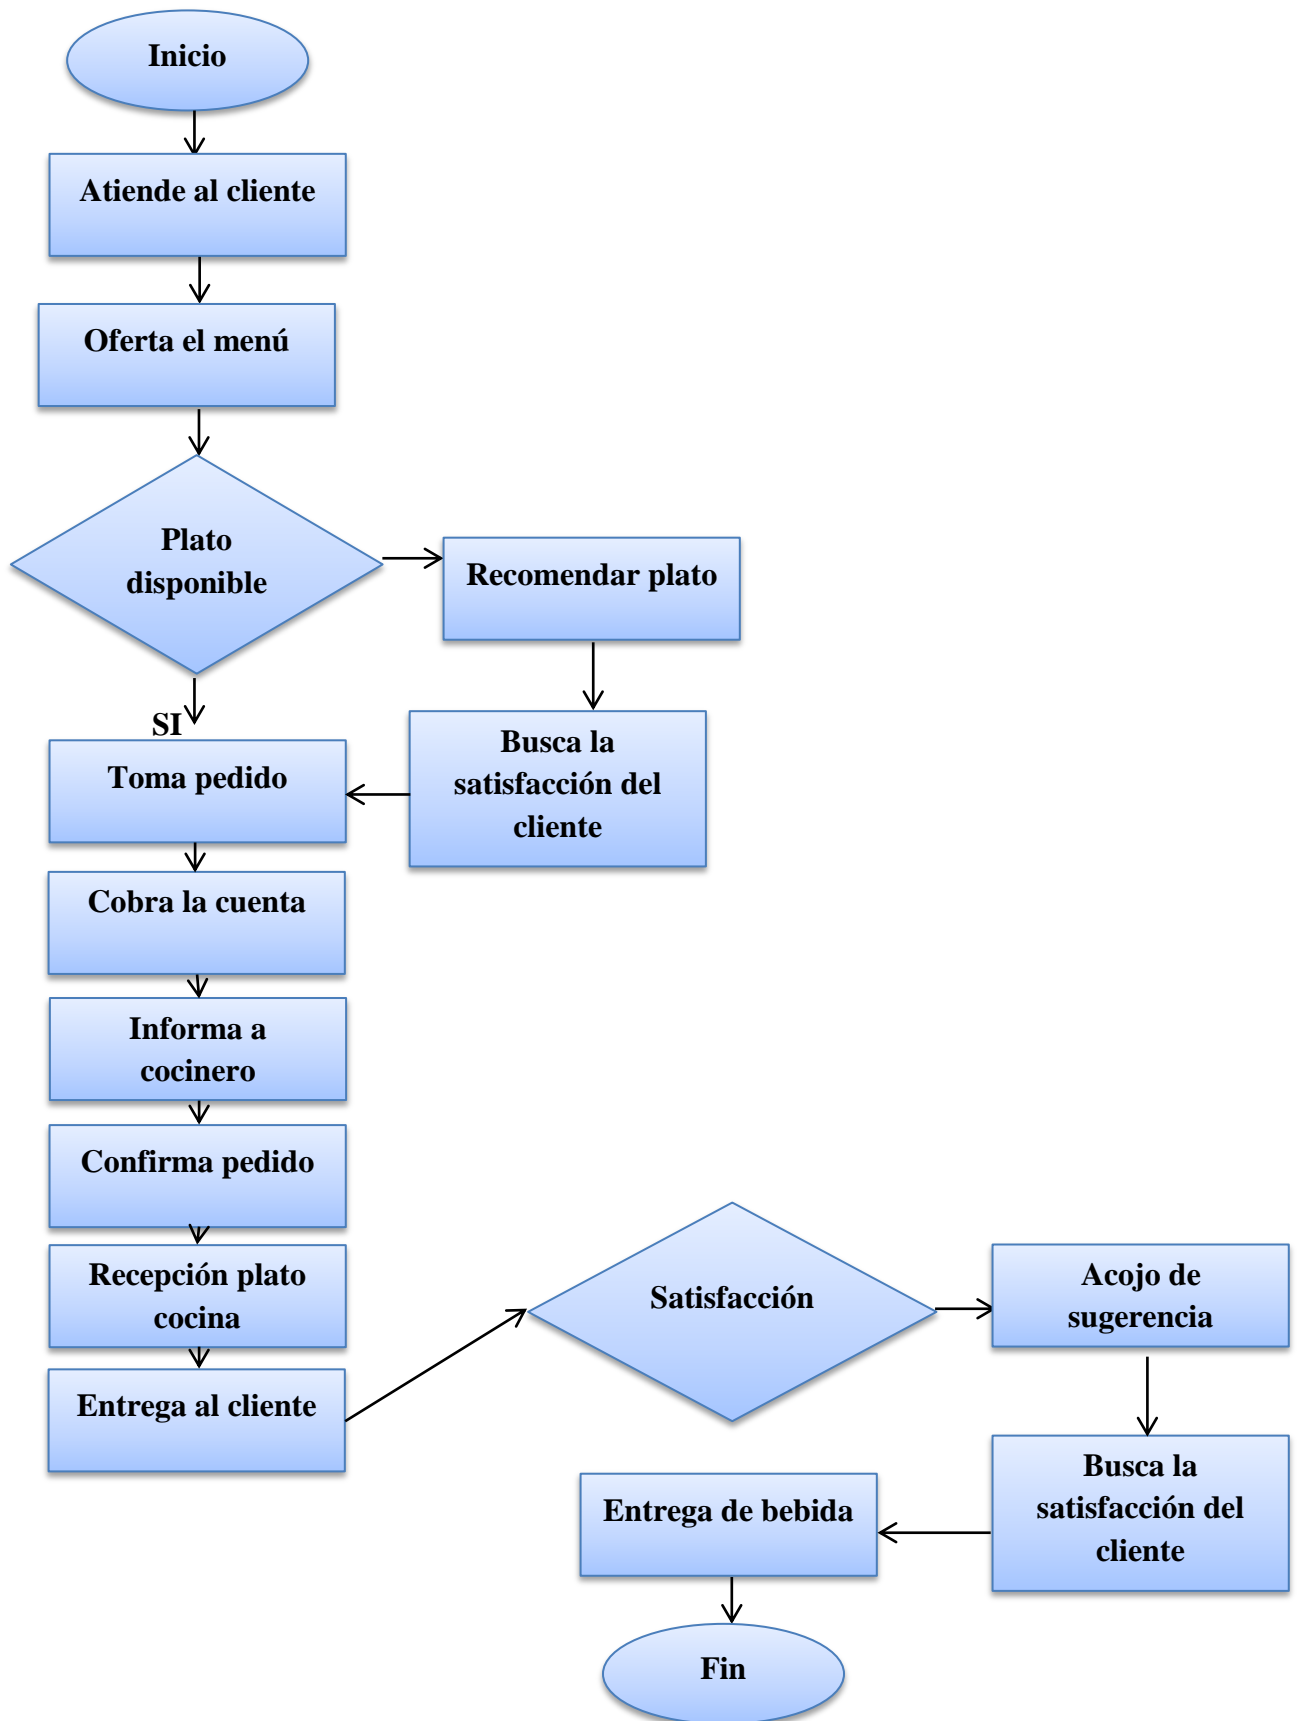 Inicio
Atiende al cliente
Oferta el menú
Plato
disponible
Recomendar plato
SI
Busca la
satisfacción del
cliente
Toma pedido
Cobra la cuenta
Informa a
cocinero
Confirma pedido
Recepción plato
cocina
Entrega al cliente
Satisfacción
Acojo de
sugerencia
Busca la
satisfacción del
cliente
Entrega de bebida
Fin